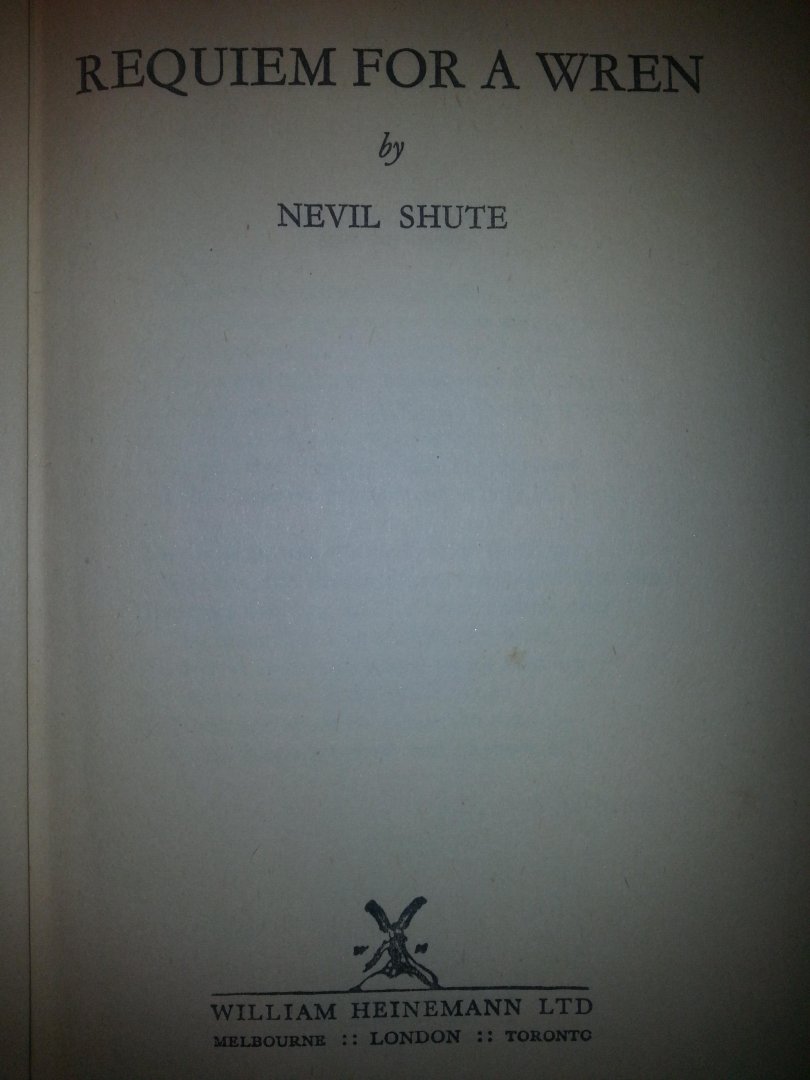 REQUIEM FOR A WREN
by
NEVIL SHUTE
WILLIAM HEINEMANN LTD
MELBOURNE :: LONDON :: TORONTO